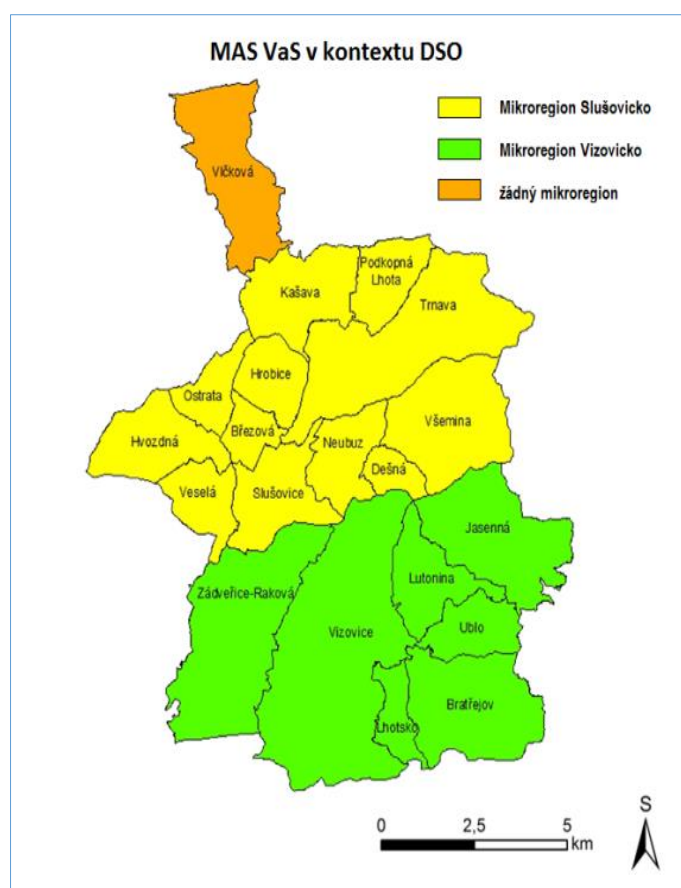 MAS VaS v kontextu DSO
Mikroregion Slušovicko
Mikroregion Vizovicko
žádný mikroregion
Vlčková
Podkopná
Lhota
Kašava
Trnava
Hrobice
Ostrata
Březová
Všemina
Hvozdná
Neubuz
Dešná
Veselá
Slušovice
Jasenná
Lutonina
Zádveřice-Raková
Vizovice
Ublo
Bratřejov
Lhotsko
S
0 2,5 5
km